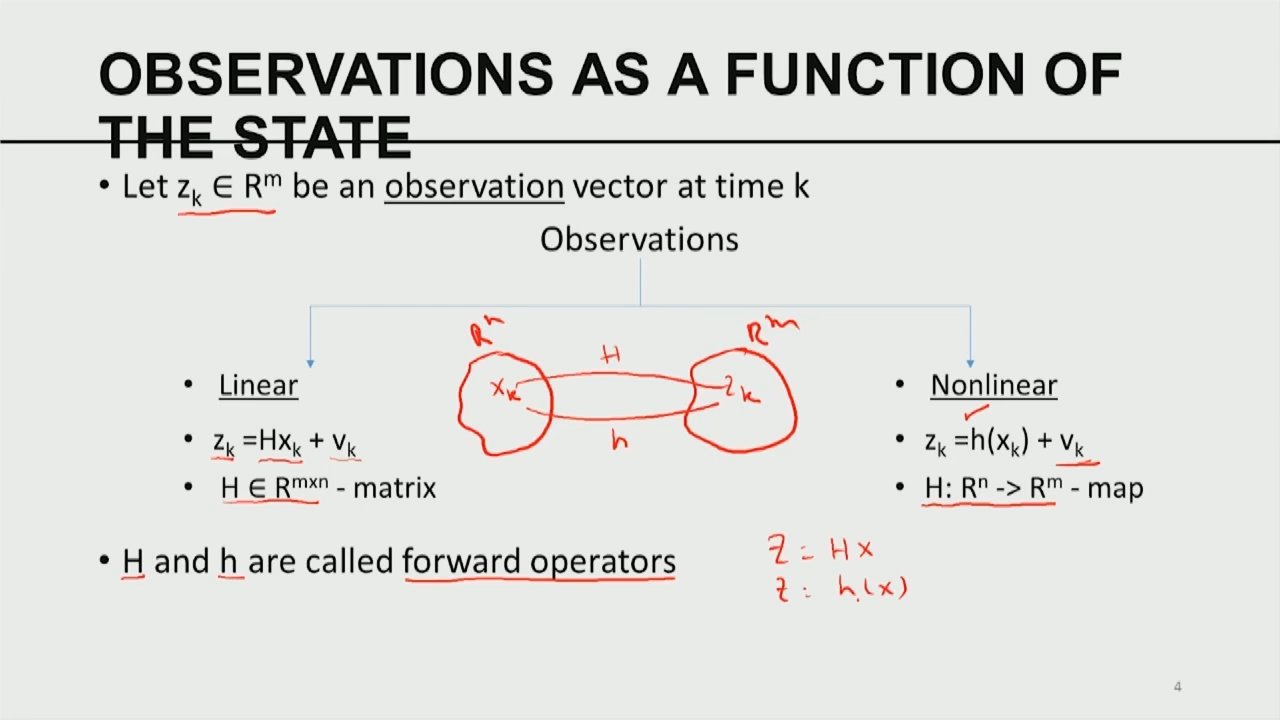 OBSERVATIONS AS A FUNCTION OF
THE STATE
• Let zₖ ∈ Rᵐ be an observation vector at time k
Observations
Rⁿ
Rᵐ
H
xₖ
zₖ
h
• Linear
• zₖ =Hxₖ + vₖ
• H ∈ Rᵐˣⁿ - matrix
• Nonlinear
• zₖ =h(xₖ) + vₖ
• H: Rⁿ -> Rᵐ - map
• H and h are called forward operators
Z = Hx
z = h(x)
4